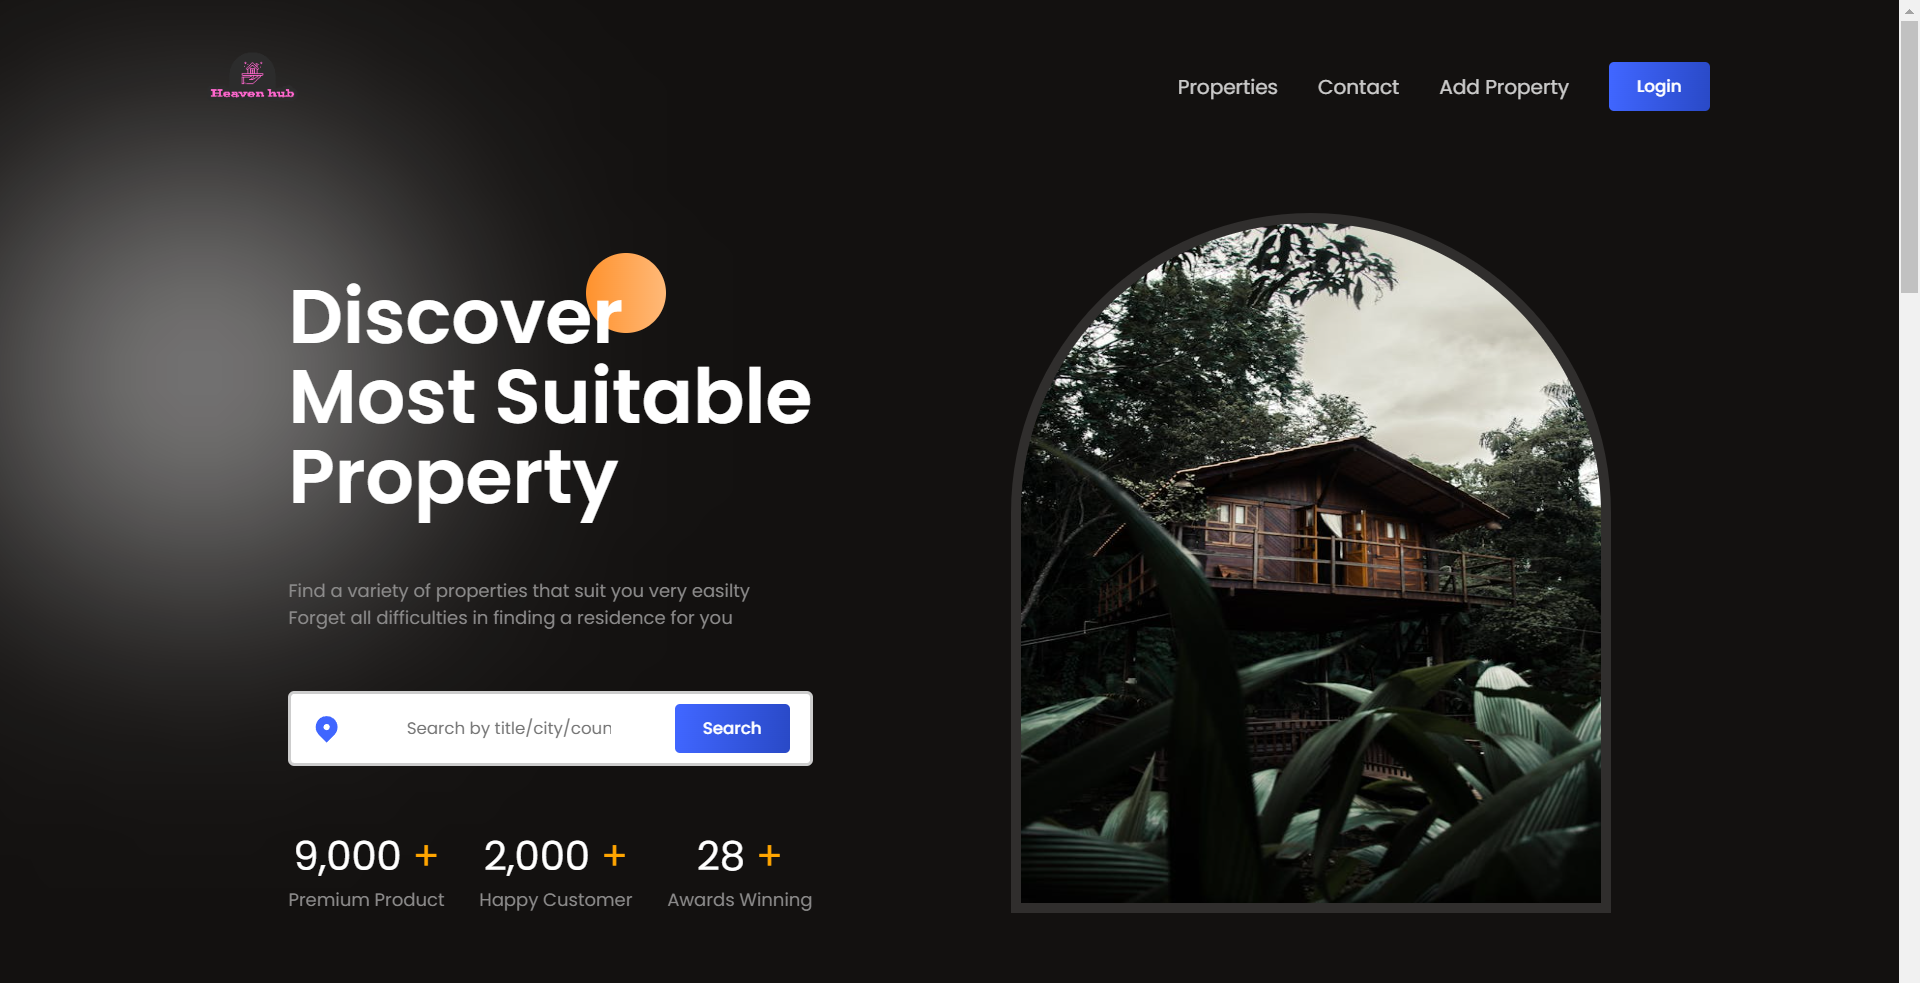 Heaven hub
Properties
Contact
Add Property
Login
Discover
Most Suitable
Property
Find a variety of properties that suit you very easilty
Forget all difficulties in finding a residence for you
Search by title/city/coun
Search
9,000 +
2,000 +
28 +
Premium Product
Happy Customer
Awards Winning